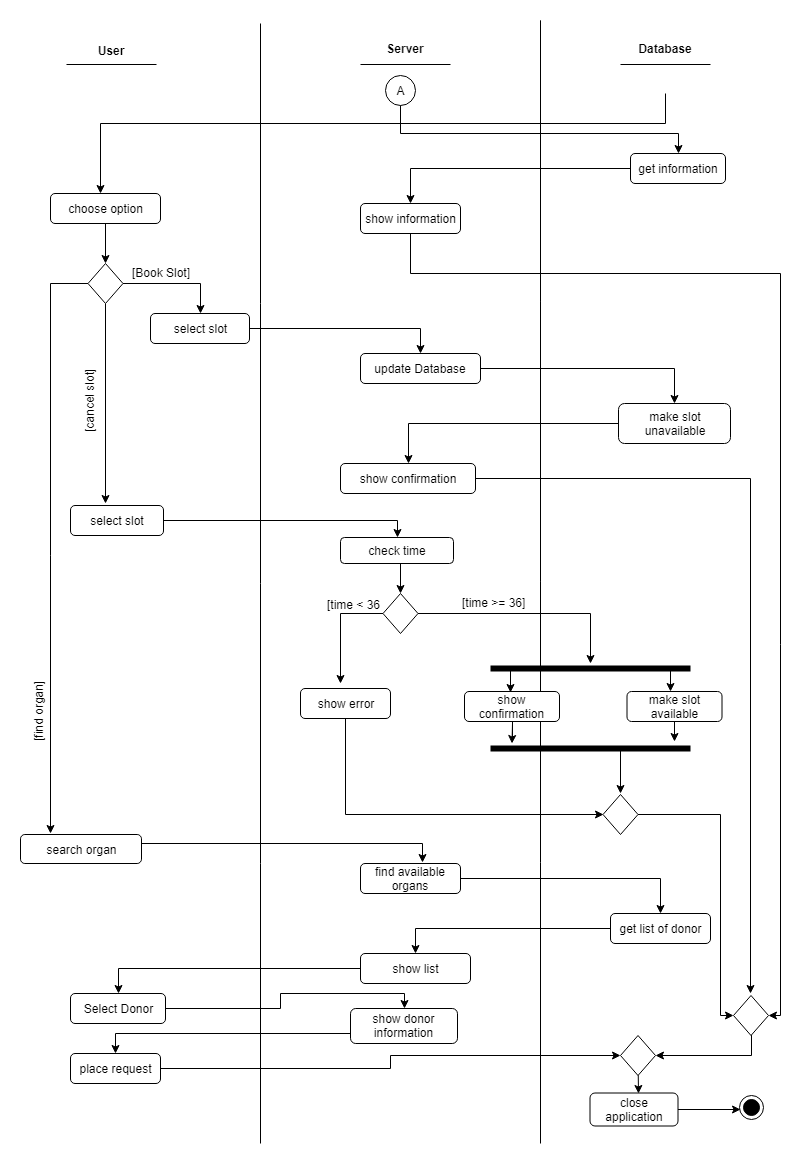 User
Server
Database
A
get information
choose option
show information
[Book Slot]
select slot
update Database
[cancel slot]
make slot
unavailable
show confirmation
select slot
check time
[time < 36
[time >= 36]
show error
show
confirmation
make slot
available
[find organ]
search organ
find available
organs
get list of donor
show list
Select Donor
show donor
information
place request
close
application